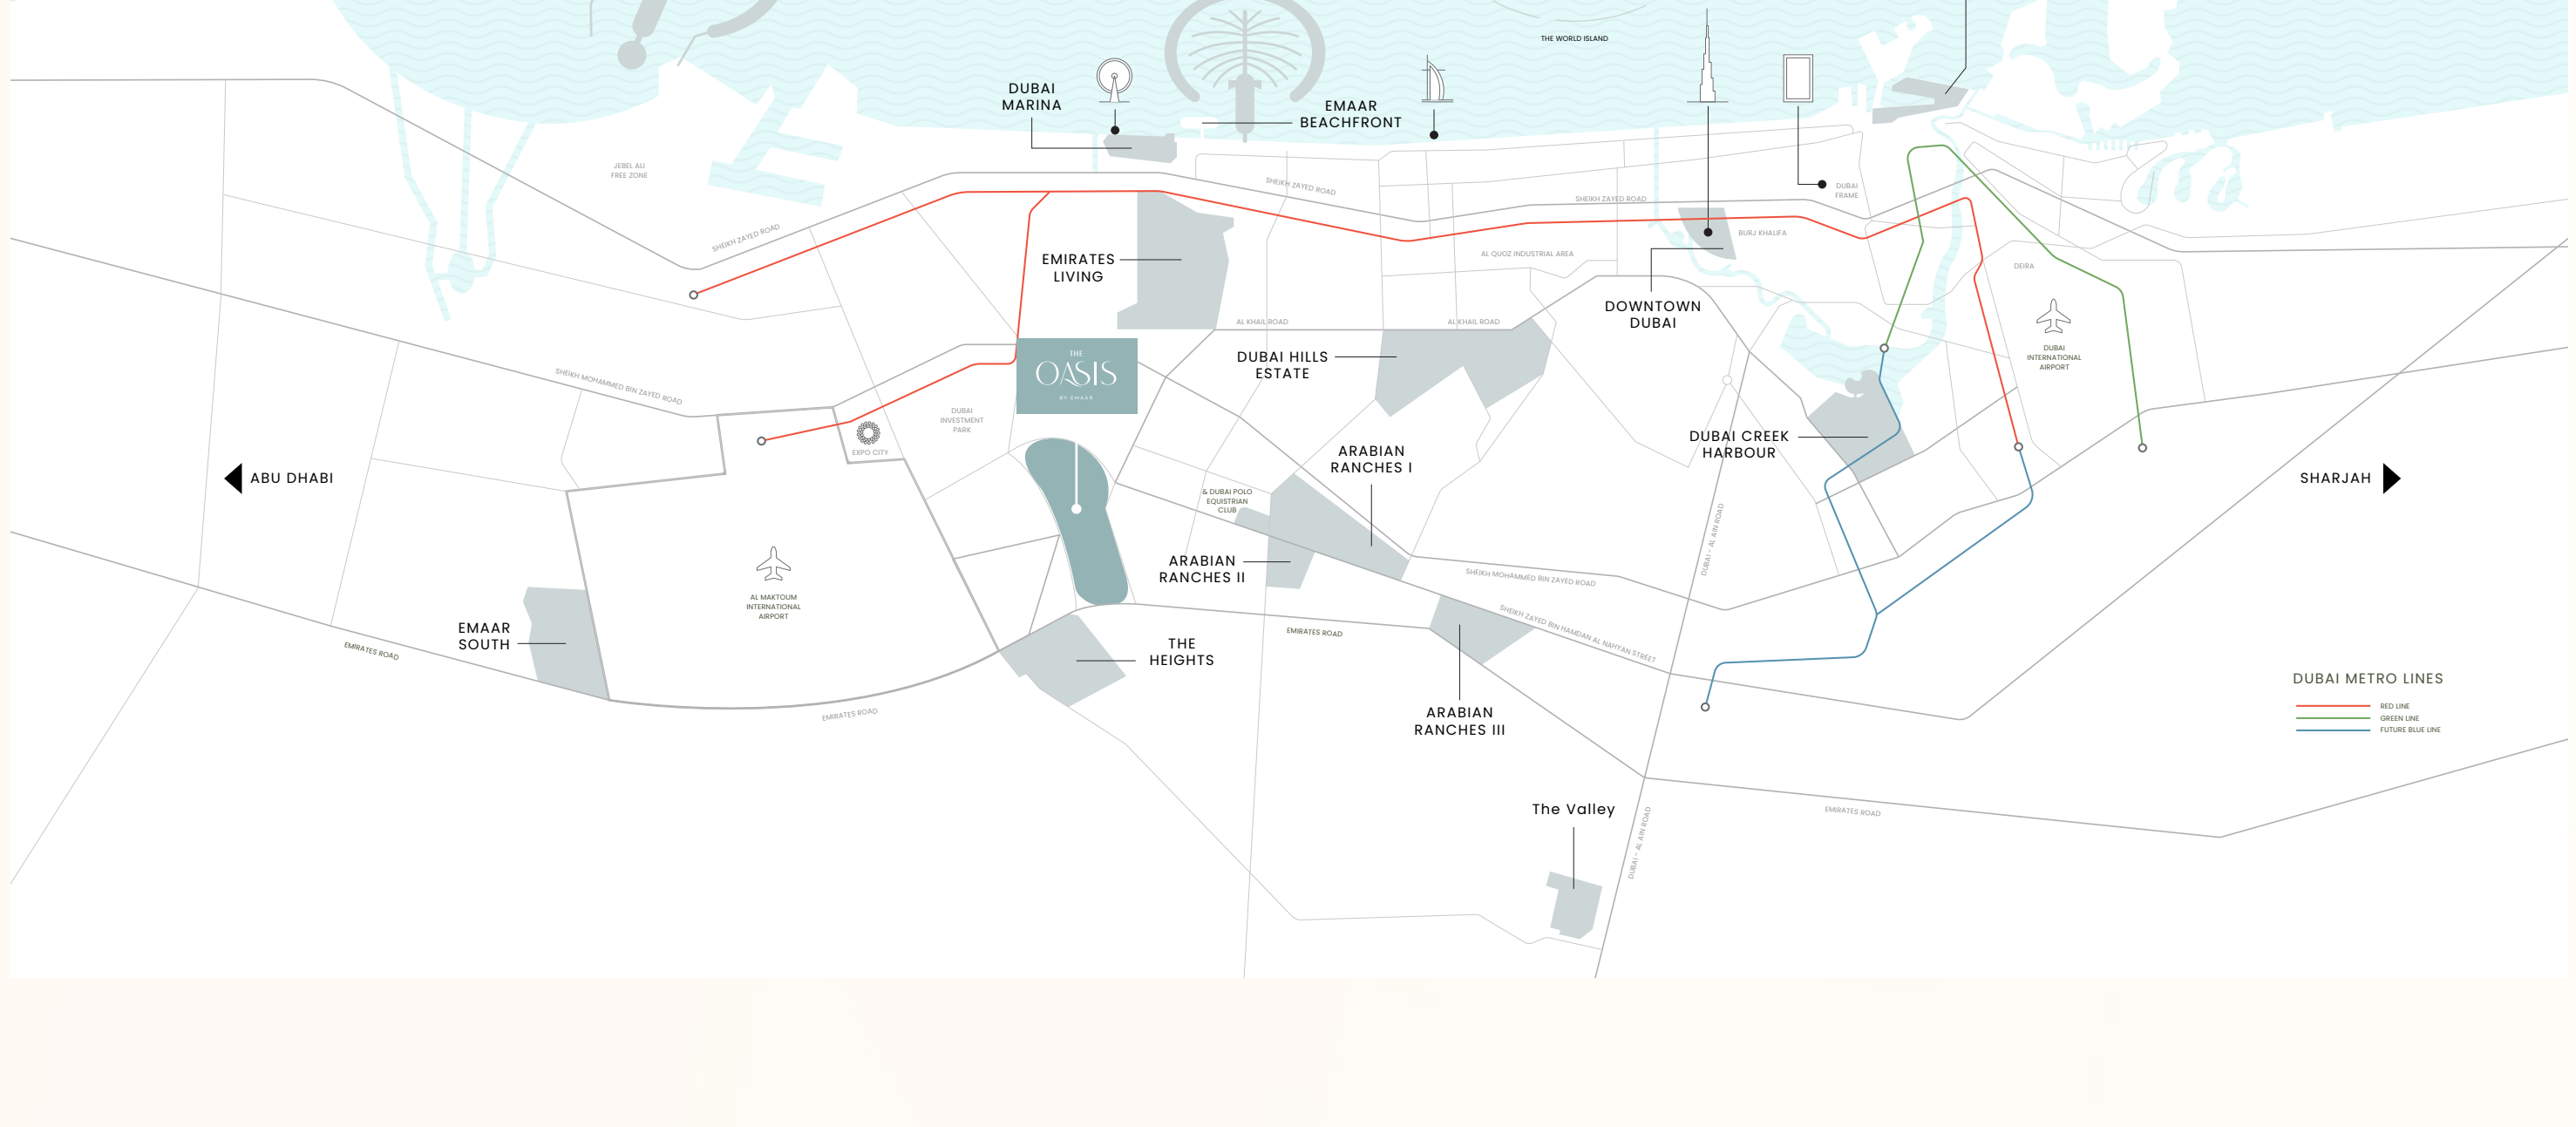 THE WORLD ISLAND
DUBAI
MARINA
EMAAR
BEACHFRONT
JEBEL ALI
FREE ZONE
SHEIKH ZAYED ROAD
SHEIKH ZAYED ROAD
DUBAI
FRAME
SHEIKH ZAYED ROAD
BURJ KHALIFA
EMIRATES
LIVING
AL QUOZ INDUSTRIAL AREA
DEIRA
DOWNTOWN
DUBAI
AL KHAIL ROAD
AL KHAIL ROAD
THE
OASIS
BY EMAAR
DUBAI HILLS
ESTATE
DUBAI
INTERNATIONAL
AIRPORT
SHEIKH MOHAMMED BIN ZAYED ROAD
DUBAI
INVESTMENT
PARK
EXPO CITY
DUBAI CREEK
HARBOUR
ARABIAN
RANCHES I
ABU DHABI
SHARJAH
& DUBAI POLO
EQUISTRIAN
CLUB
DUBAI - AL AIN ROAD
ARABIAN
RANCHES II
SHEIKH MOHAMMED BIN ZAYED ROAD
AL MAKTOUM
INTERNATIONAL
AIRPORT
SHEIKH ZAYED BIN HAMDAN AL NAHYAN STREET
EMAAR
SOUTH
EMIRATES ROAD
EMIRATES ROAD
THE
HEIGHTS
DUBAI METRO LINES
RED LINE
GREEN LINE
FUTURE BLUE LINE
EMIRATES ROAD
ARABIAN
RANCHES III
The Valley
EMIRATES ROAD
DUBAI - AL AIN ROAD